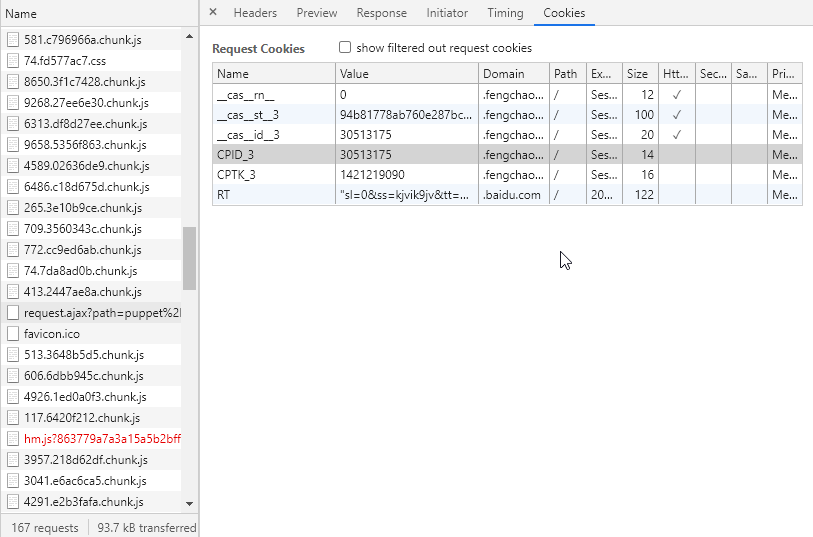 Name
581.c796966a.chunk.js
74.fd577ac7.css
8650.3f1c7428.chunk.js
9268.27ee6e30.chunk.js
6313.df8d27ee.chunk.js
9658.5356f863.chunk.js
4589.02636de9.chunk.js
6486.c18d675d.chunk.js
265.3e10b9ce.chunk.js
709.3560343c.chunk.js
772.cc9ed6ab.chunk.js
74.7da8ad0b.chunk.js
413.2447ae8a.chunk.js
request.ajax?path=puppet%2
favicon.ico
513.3648b5d5.chunk.js
606.6dbb945c.chunk.js
4926.1ed0a0f3.chunk.js
117.6420f212.chunk.js
hm.js?863779a7a3a15a5b2bff
3957.218d62df.chunk.js
3041.e6ac6ca5.chunk.js
4291.e2b3fafa.chunk.js
167 requests 93.7 kB transferred
× Headers Preview Response Initiator Timing Cookies
Request Cookies show filtered out request cookies
Name Value Domain Path Ex... Size Htt... Sec... Sa... Pri...
__cas__rn__ 0 .fengchao... / Ses... 12 ✓ Me...
__cas__st__3 94b81778ab760e287bc... .fengchao... / Ses... 100 ✓ Me...
__cas__id__3 30513175 .fengchao... / Ses... 20 ✓ Me...
CPID_3 30513175 .fengchao... / Ses... 14 Me...
CPTK_3 1421219090 .fengchao... / Ses... 16 Me...
RT "sl=0&ss=kjvik9jv&tt=... .baidu.com / 20... 122 Me...